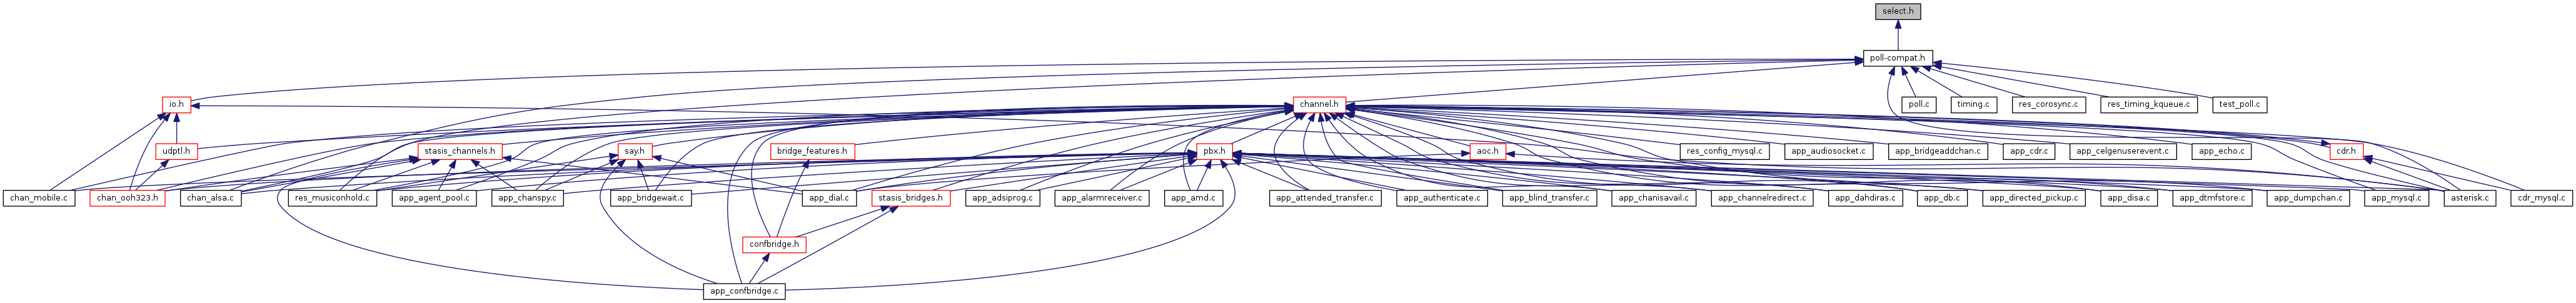 select.h
poll-compat.h
io.h
channel.h
poll.c
timing.c
res_corosync.c
res_timing_kqueue.c
test_poll.c
udptl.h
stasis_channels.h
say.h
bridge_features.h
pbx.h
aoc.h
res_config_mysql.c
app_audiosocket.c
app_bridgeaddchan.c
app_cdr.c
app_celgenuserevent.c
app_echo.c
cdr.h
chan_mobile.c
chan_ooh323.h
chan_alsa.c
res_musiconhold.c
app_agent_pool.c
app_chanspy.c
app_bridgewait.c
app_dial.c
stasis_bridges.h
app_adsiprog.c
app_alarmreceiver.c
app_amd.c
app_attended_transfer.c
app_authenticate.c
app_blind_transfer.c
app_chanisavail.c
app_channelredirect.c
app_dahdiras.c
app_db.c
app_directed_pickup.c
app_disa.c
app_dtmfstore.c
app_dumpchan.c
app_mysql.c
asterisk.c
cdr_mysql.c
confbridge.h
app_confbridge.c